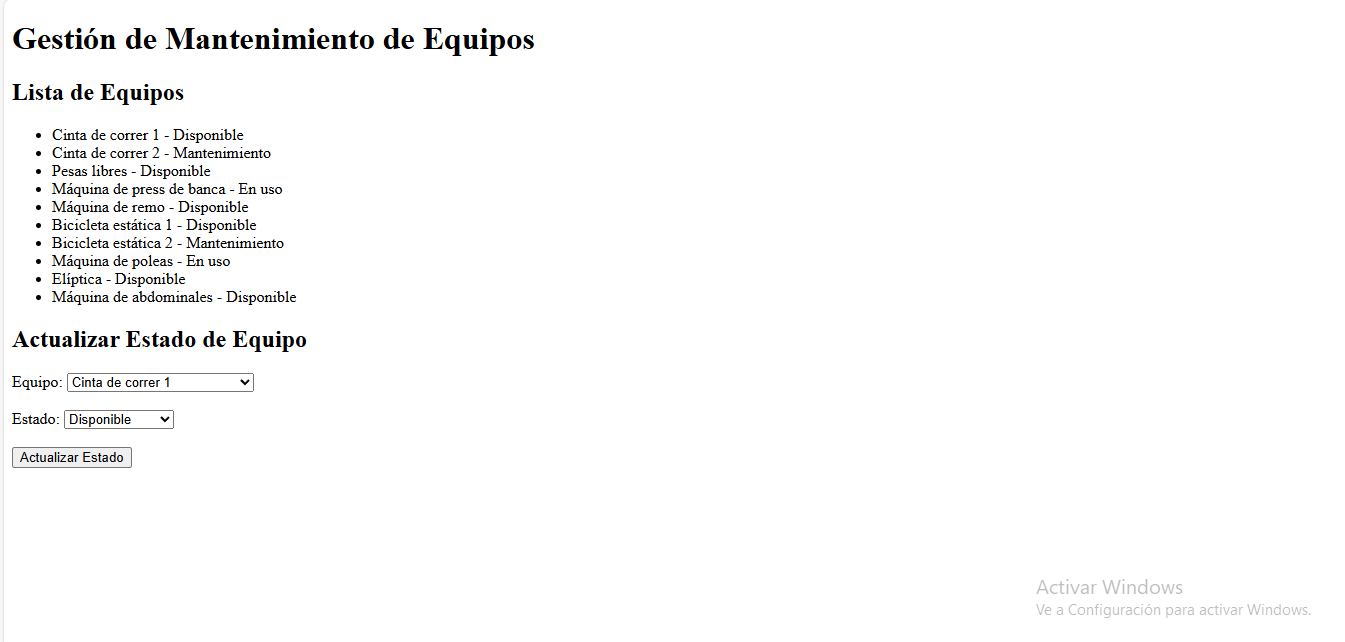 Gestión de Mantenimiento de Equipos
Lista de Equipos
Cinta de correr 1 - Disponible
Cinta de correr 2 - Mantenimiento
Pesas libres - Disponible
Máquina de press de banca - En uso
Máquina de remo - Disponible
Bicicleta estática 1 - Disponible
Bicicleta estática 2 - Mantenimiento
Máquina de poleas - En uso
Elíptica - Disponible
Máquina de abdominales - Disponible
Actualizar Estado de Equipo
Equipo: Cinta de correr 1
Estado: Disponible
Actualizar Estado
Activar Windows
Ve a Configuración para activar Windows.